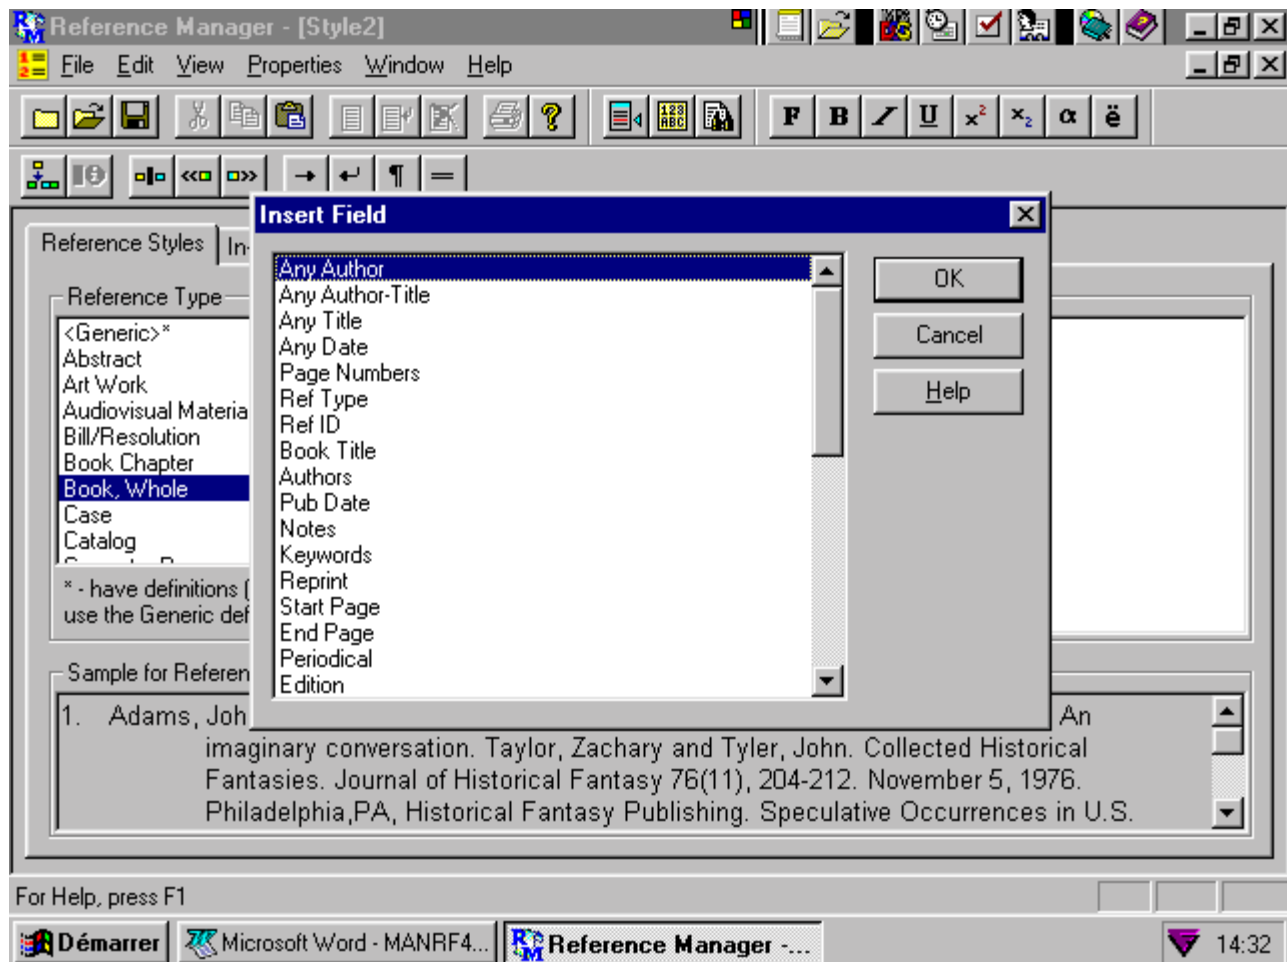 Reference Manager - [Style2]
File Edit View Properties Window Help
F B I U x² x₂ α ë
Insert Field
Reference Styles In-
Reference Type
<Generic>*
Abstract
Art Work
Audiovisual Materia
Bill/Resolution
Book Chapter
Book, Whole
Case
Catalog
* - have definitions (
use the Generic def
Any Author
Any Author-Title
Any Title
Any Date
Page Numbers
Ref Type
Ref ID
Book Title
Authors
Pub Date
Notes
Keywords
Reprint
Start Page
End Page
Periodical
Edition
OK
Cancel
Help
Sample for Referen
1. Adams, Joh An
imaginary conversation. Taylor, Zachary and Tyler, John. Collected Historical
Fantasies. Journal of Historical Fantasy 76(11), 204-212. November 5, 1976.
Philadelphia,PA, Historical Fantasy Publishing. Speculative Occurrences in U.S.
For Help, press F1
Démarrer Microsoft Word - MANRF4... Reference Manager -... 14:32